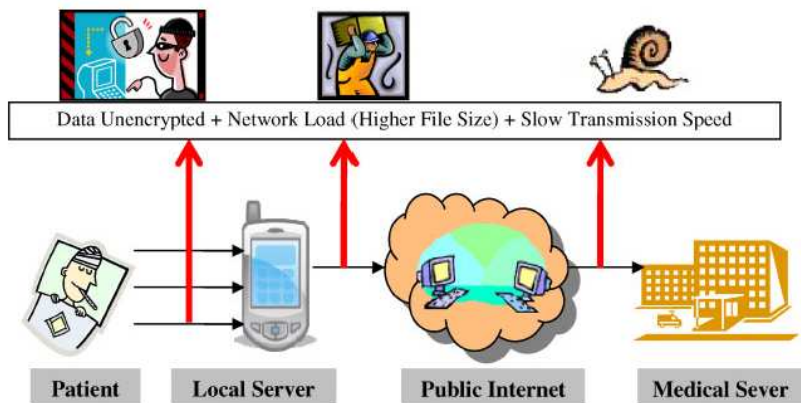 Data Unencrypted + Network Load (Higher File Size) + Slow Transmission Speed
Patient
Local Server
Public Internet
Medical Sever